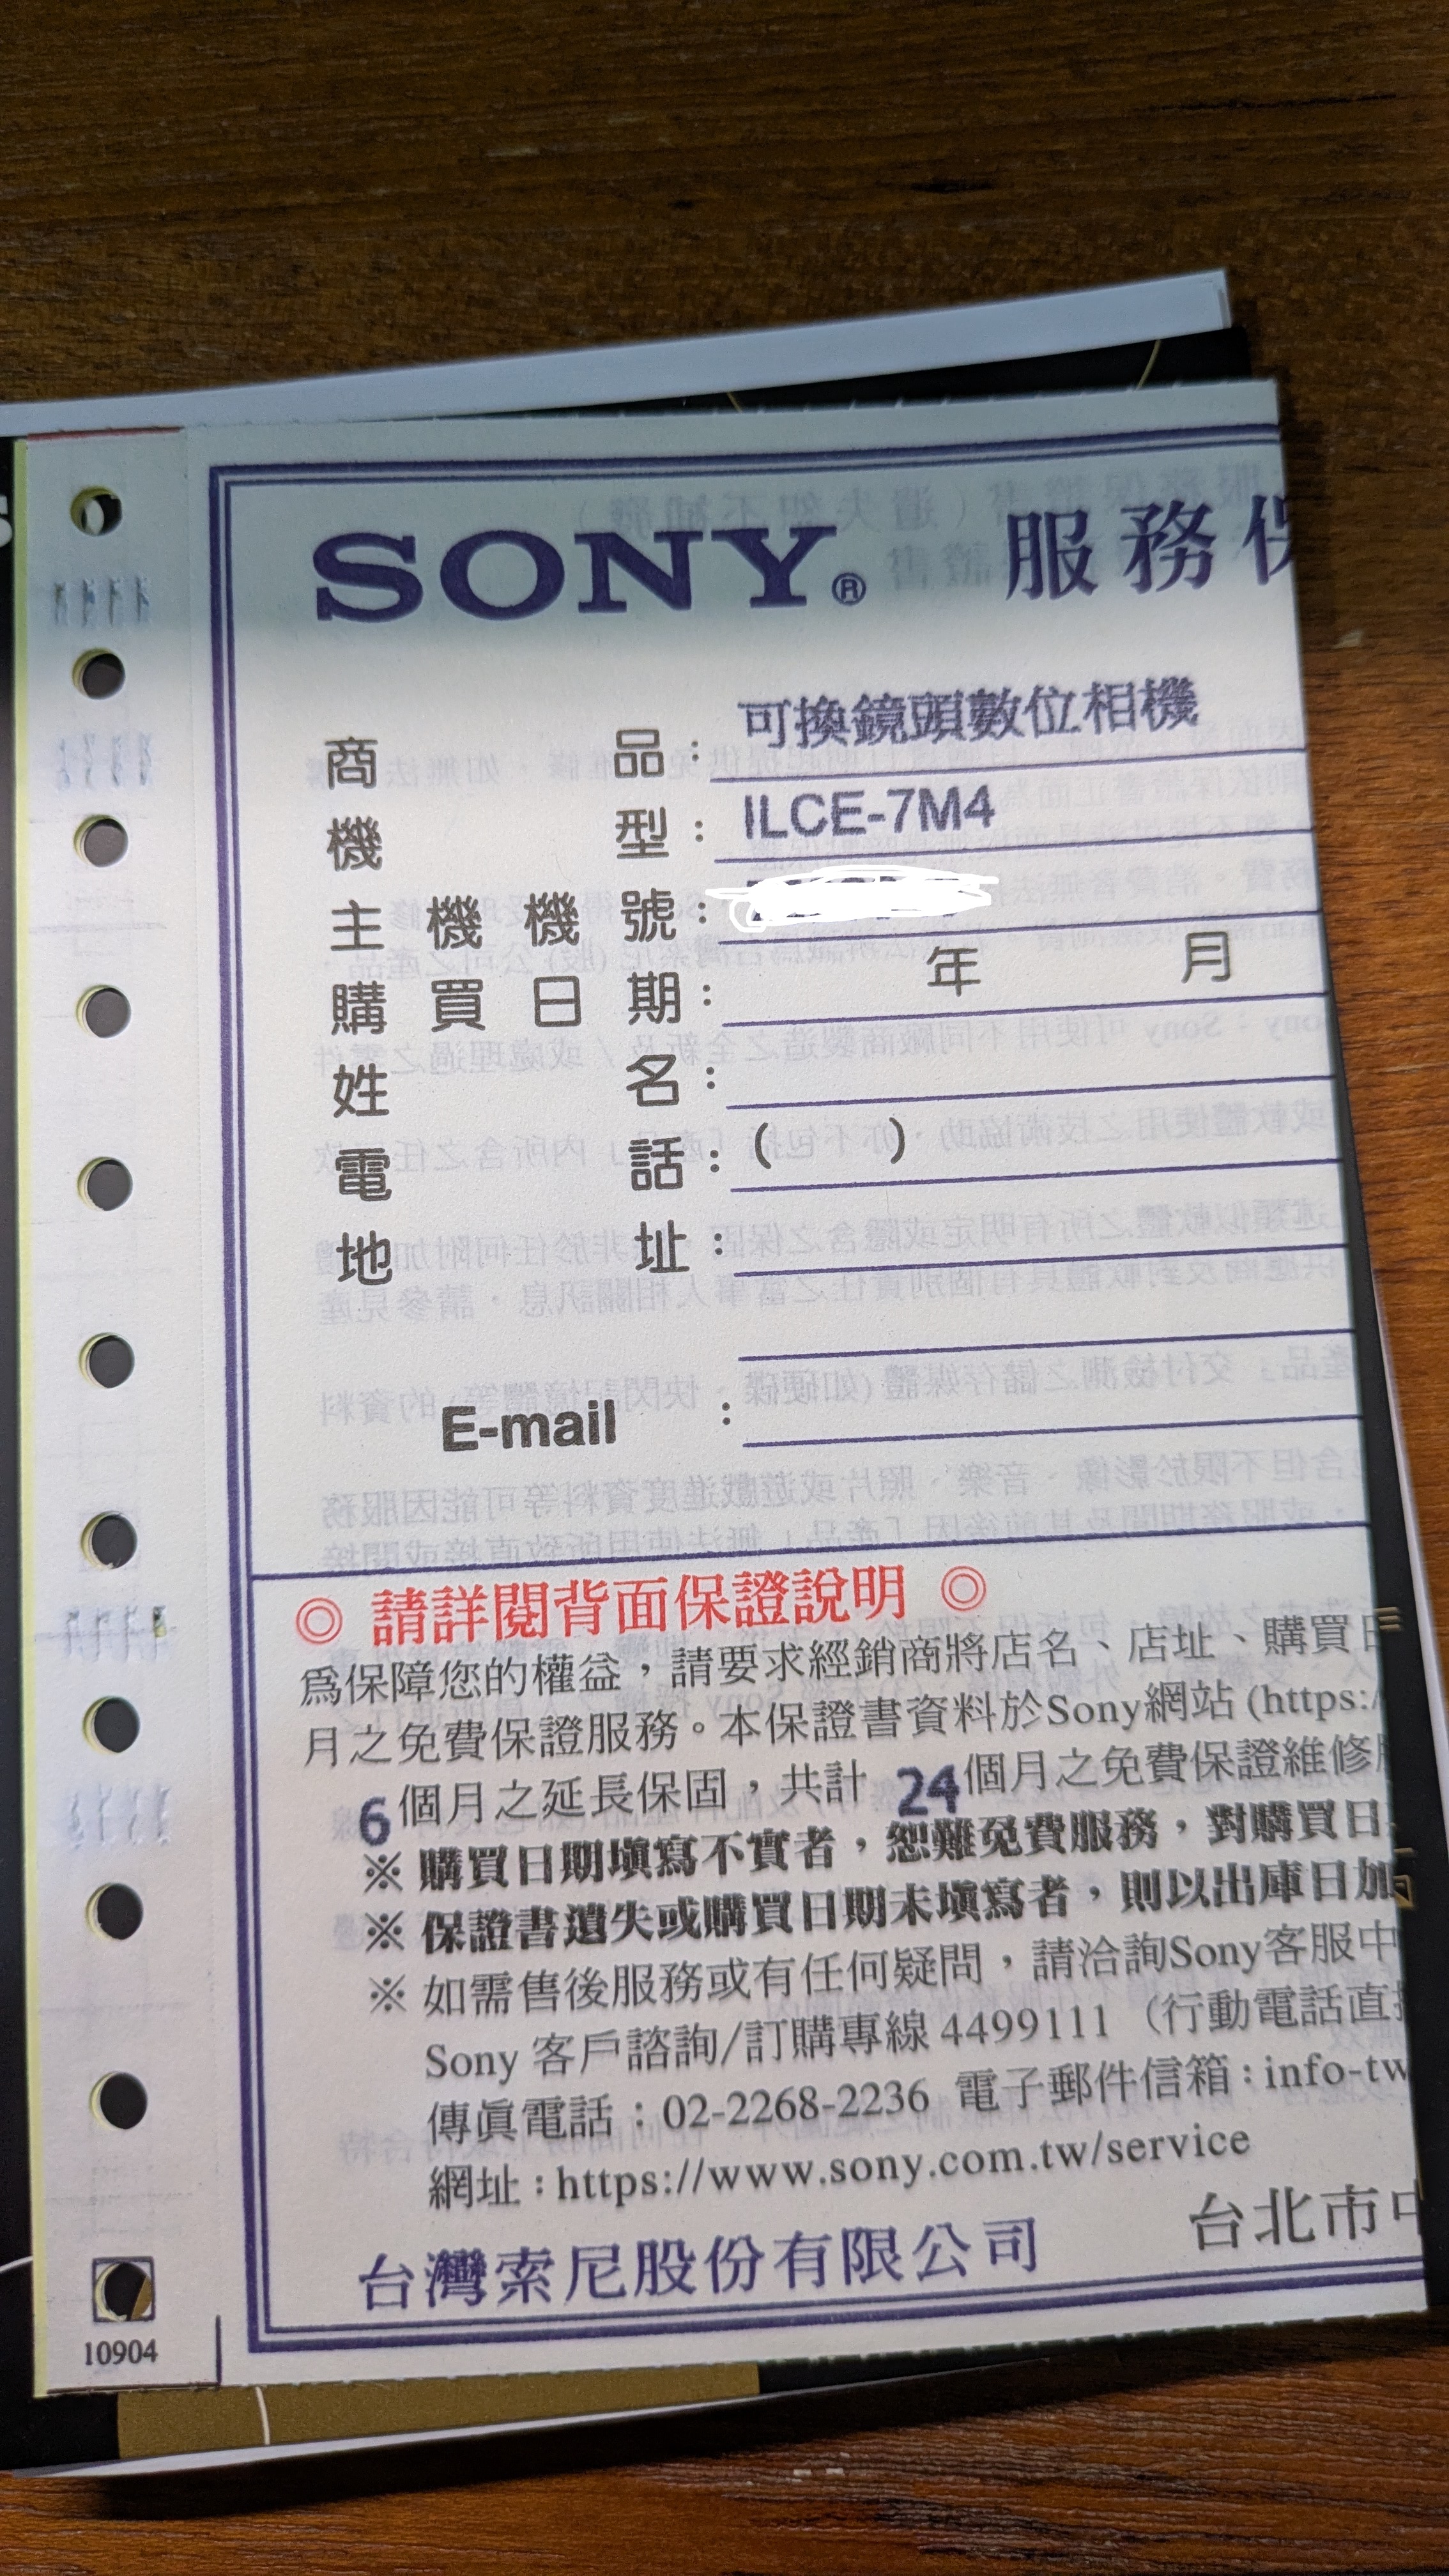 SONY® 服務
商品：可換鏡頭數位相機
機型：ILCE-7M4
主機機號：
購買日期： 年 月
姓名：
電話：( )
地址：
E-mail ：
◎ 請詳閱背面保證說明 ◎
為保障您的權益，請要求經銷商將店名、店址、購買
月之免費保證服務。本保證書資料於Sony網站 (https:/
6個月之延長保固，共計 24個月之免費保證維修
※ 購買日期填寫不實者，恕難免費服務，對購買日
※ 保證書遺失或購買日期未填寫者，則以出庫日加
※ 如需售後服務或有任何疑問，請洽詢Sony客服中
Sony 客戶諮詢/訂購專線 4499111（行動電話直
傳真電話：02-2268-2236 電子郵件信箱：info-tw
網址：https://www.sony.com.tw/service
台灣索尼股份有限公司 台北市
10904